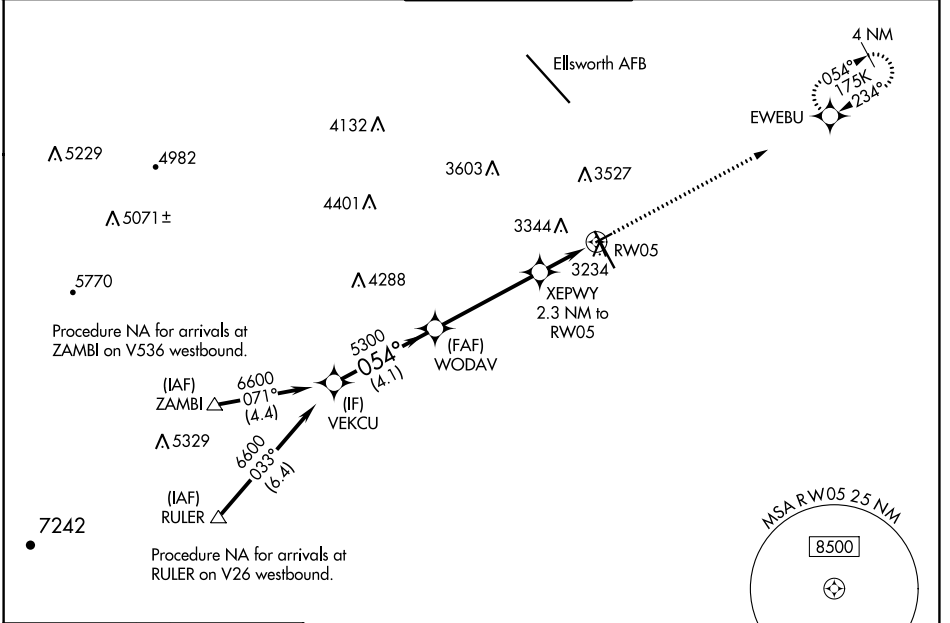 4 NM
Ellsworth AFB
054°
175K
234°
EWEBU
4132
5229
4982
3603
3527
4401
5071±
3344
RW05
3234
5770
4288
XEPWY
2.3 NM to
RW05
Procedure NA for arrivals at
ZAMBI on V536 westbound.
5300
054°
(4.1)
(FAF)
WODAV
(IAF)
ZAMBI
6600
071°
(4.4)
(IF)
VEKCU
5329
6600
033°
(6.4)
(IAF)
RULER
7242
Procedure NA for arrivals at
RULER on V26 westbound.
MSA RW05 25 NM
8500